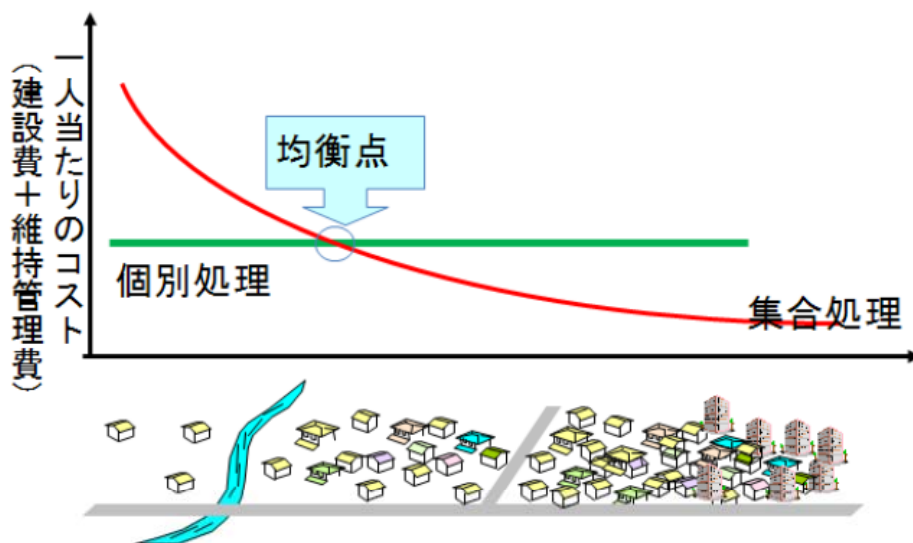 一人当たりのコスト
（建設費＋維持管理費）
均衡点
個別処理
集合処理